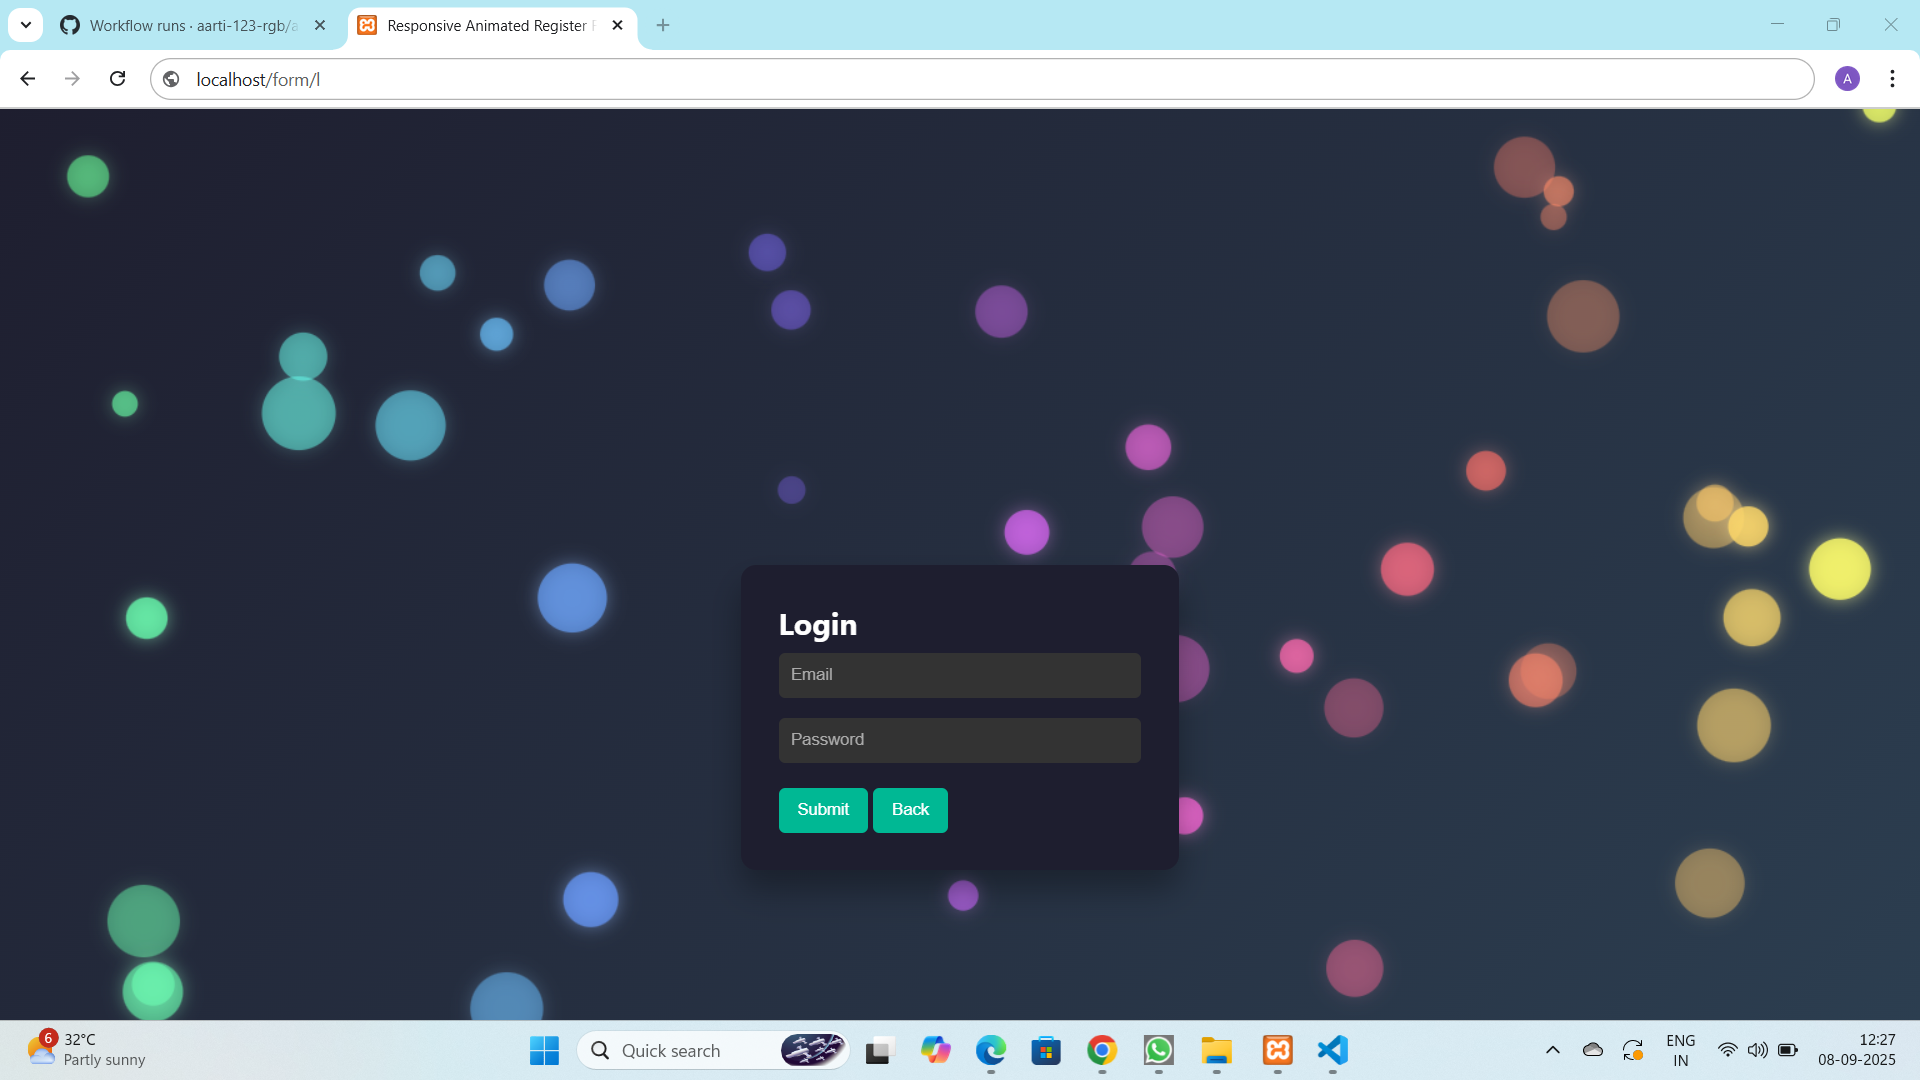 Workflow runs · aarti-123-rgb/a
Responsive Animated Register F
localhost/form/l
A
Login
Email
Password
Submit
Back
6
32°C
Partly sunny
Quick search
ENG
IN
12:27
08-09-2025